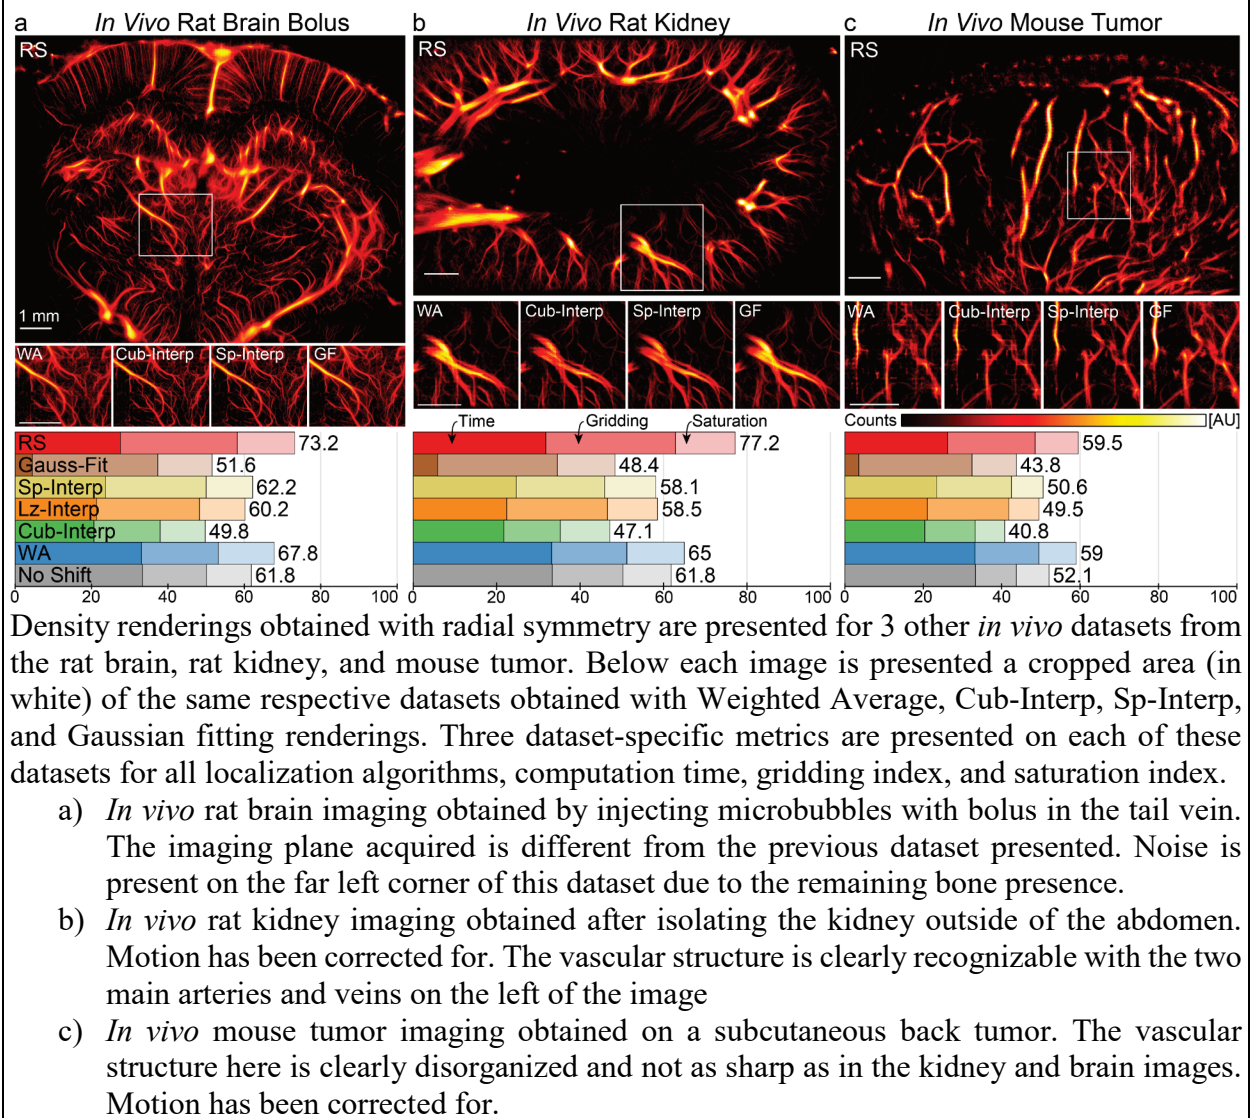 a In Vivo Rat Brain Bolus b In Vivo Rat Kidney c In Vivo Mouse Tumor
RS RS RS
1 mm
WA Cub-Interp Sp-Interp GF
WA Cub-Interp Sp-Interp GF
WA Cub-Interp Sp-Interp GF
Time Gridding Saturation
Counts [AU]
RS 73.2 77.2 59.5
Gauss-Fit 51.6 48.4 43.8
Sp-Interp 62.2 58.1 50.6
Lz-Interp 60.2 58.5 49.5
Cub-Interp 49.8 47.1 40.8
WA 67.8 65 59
No Shift 61.8 61.8 52.1
0 20 40 60 80 100 0 20 40 60 80 100 0 20 40 60 80 100
Density renderings obtained with radial symmetry are presented for 3 other in vivo datasets from
the rat brain, rat kidney, and mouse tumor. Below each image is presented a cropped area (in
white) of the same respective datasets obtained with Weighted Average, Cub-Interp, Sp-Interp,
and Gaussian fitting renderings. Three dataset-specific metrics are presented on each of these
datasets for all localization algorithms, computation time, gridding index, and saturation index.
a) In vivo rat brain imaging obtained by injecting microbubbles with bolus in the tail vein.
The imaging plane acquired is different from the previous dataset presented. Noise is
present on the far left corner of this dataset due to the remaining bone presence.
b) In vivo rat kidney imaging obtained after isolating the kidney outside of the abdomen.
Motion has been corrected for. The vascular structure is clearly recognizable with the two
main arteries and veins on the left of the image
c) In vivo mouse tumor imaging obtained on a subcutaneous back tumor. The vascular
structure here is clearly disorganized and not as sharp as in the kidney and brain images.
Motion has been corrected for.